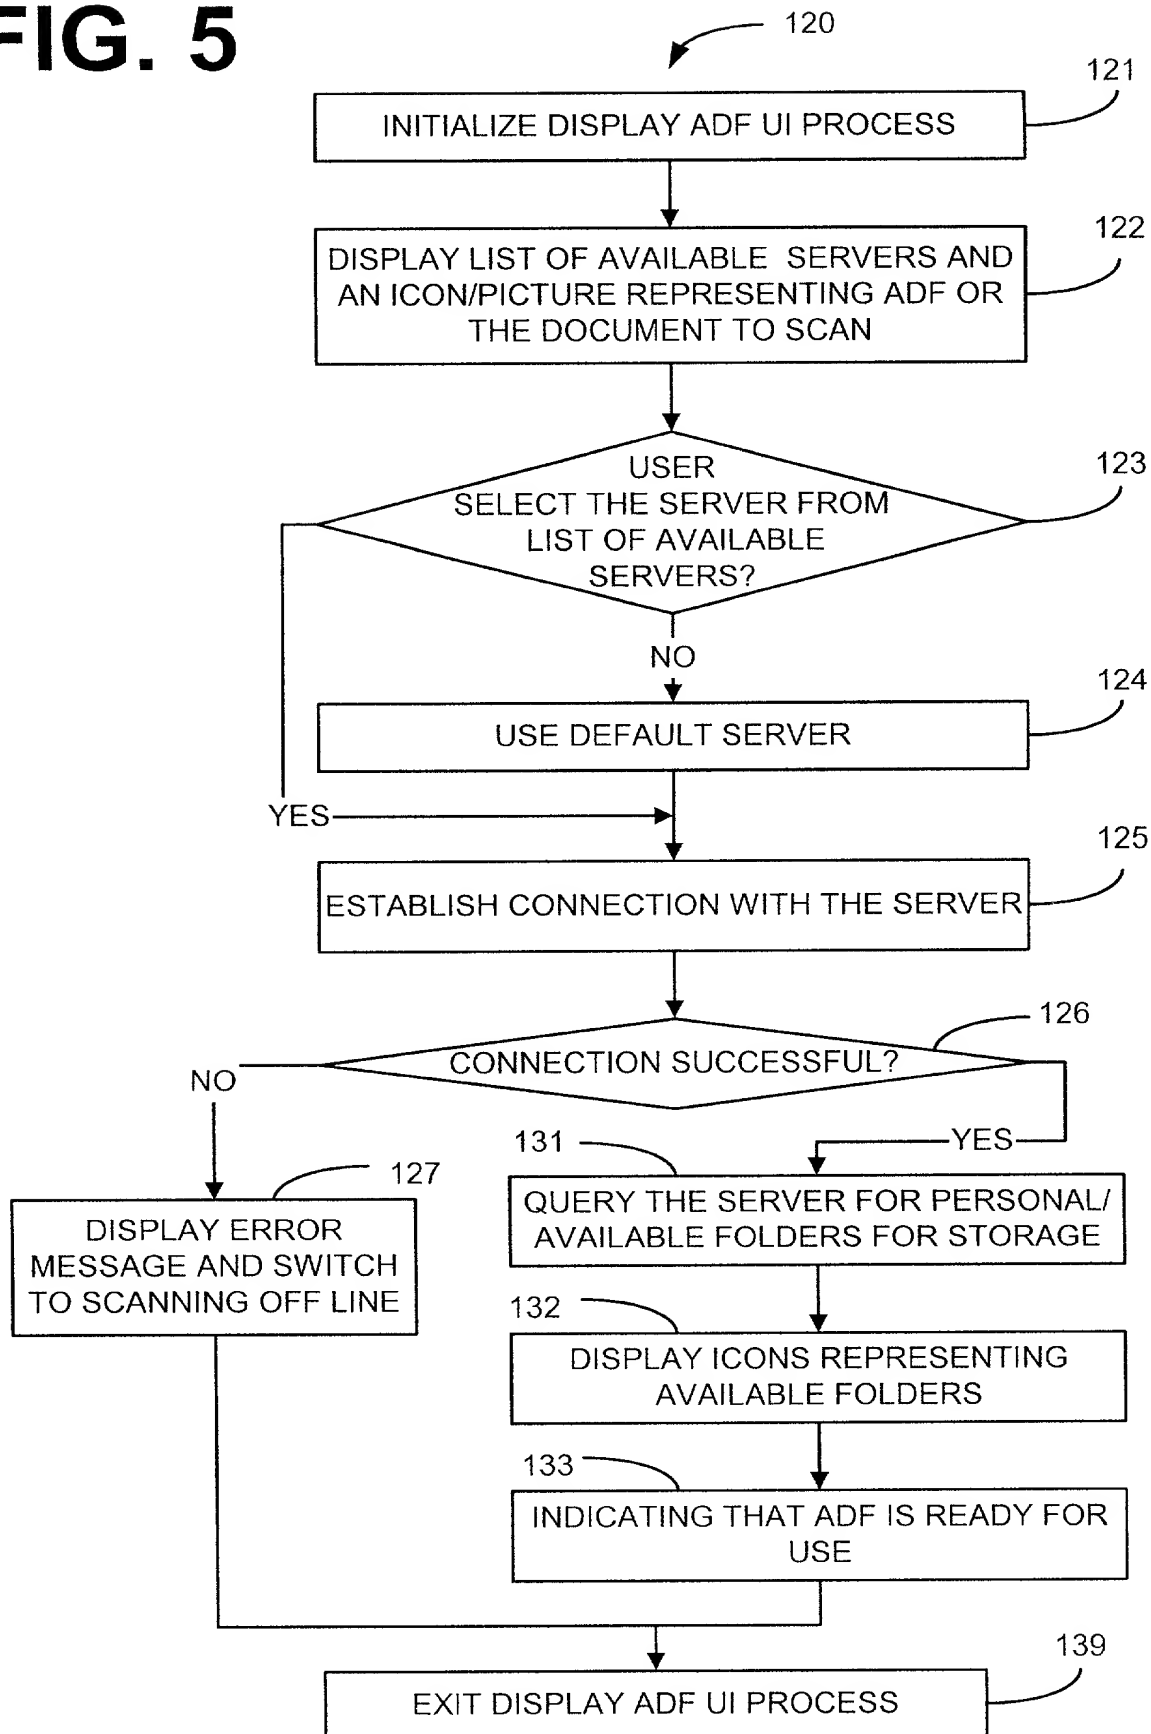 FIG. 5
120
121
INITIALIZE DISPLAY ADF UI PROCESS
122
DISPLAY LIST OF AVAILABLE SERVERS AND
AN ICON/PICTURE REPRESENTING ADF OR
THE DOCUMENT TO SCAN
123
USER
SELECT THE SERVER FROM
LIST OF AVAILABLE
SERVERS?
NO
124
USE DEFAULT SERVER
YES
125
ESTABLISH CONNECTION WITH THE SERVER
126
CONNECTION SUCCESSFUL?
NO
YES
131
127
QUERY THE SERVER FOR PERSONAL/
AVAILABLE FOLDERS FOR STORAGE
DISPLAY ERROR
MESSAGE AND SWITCH
TO SCANNING OFF LINE
132
DISPLAY ICONS REPRESENTING
AVAILABLE FOLDERS
133
INDICATING THAT ADF IS READY FOR
USE
139
EXIT DISPLAY ADF UI PROCESS